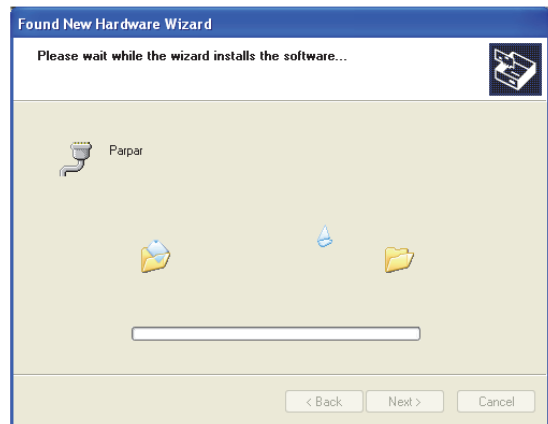 Found New Hardware Wizard
Please wait while the wizard installs the software...
Parpar
< Back Next > Cancel